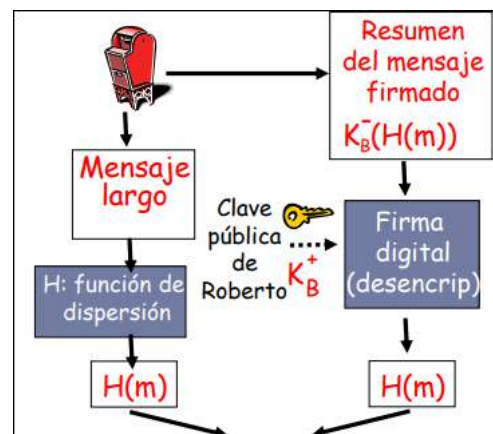 Resumen
del mensaje
firmado
K_B^-(H(m))
Mensaje
largo
Clave
pública
de
Roberto K_B^+
Firma
digital
(desencrip)
H: función de
dispersión
H(m)
H(m)